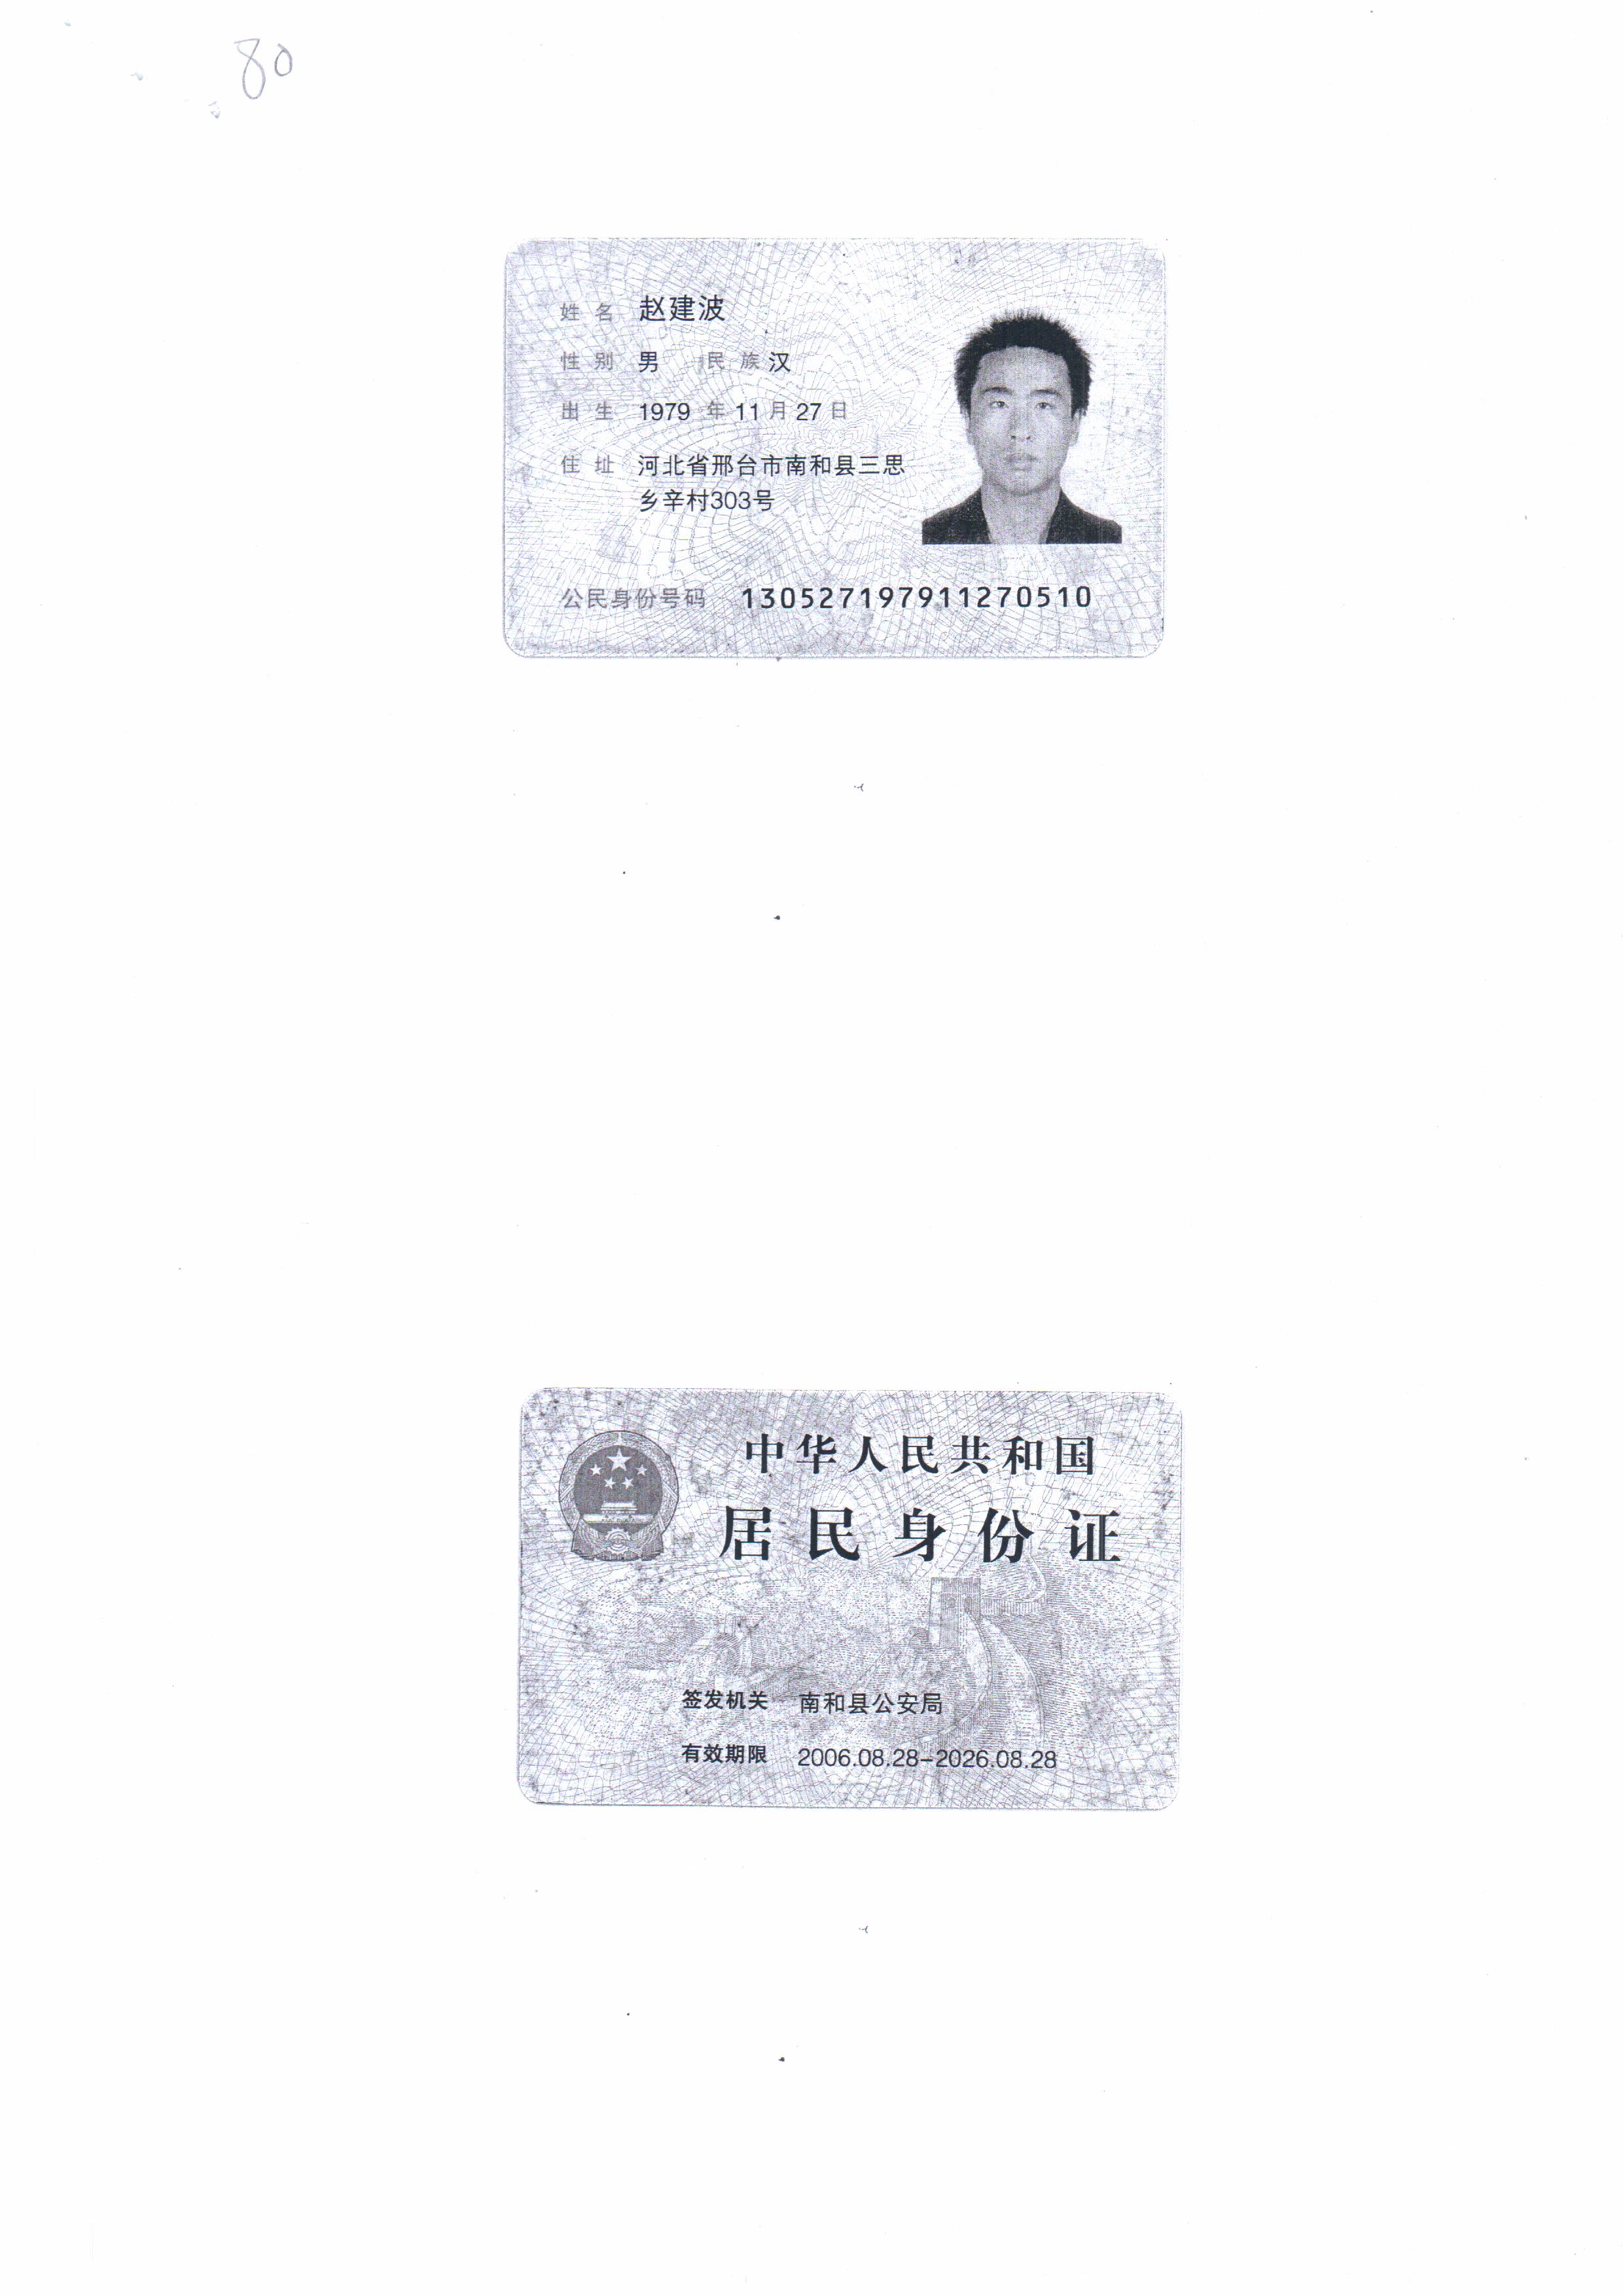 80
姓名 赵建波
性别 男 民族 汉
出生 1979 年 11 月 27 日
住址 河北省邢台市南和县三思
乡辛村303号
公民身份号码 130527197911270510
中华人民共和国
居民身份证
签发机关 南和县公安局
有效期限 2006.08.28-2026.08.28